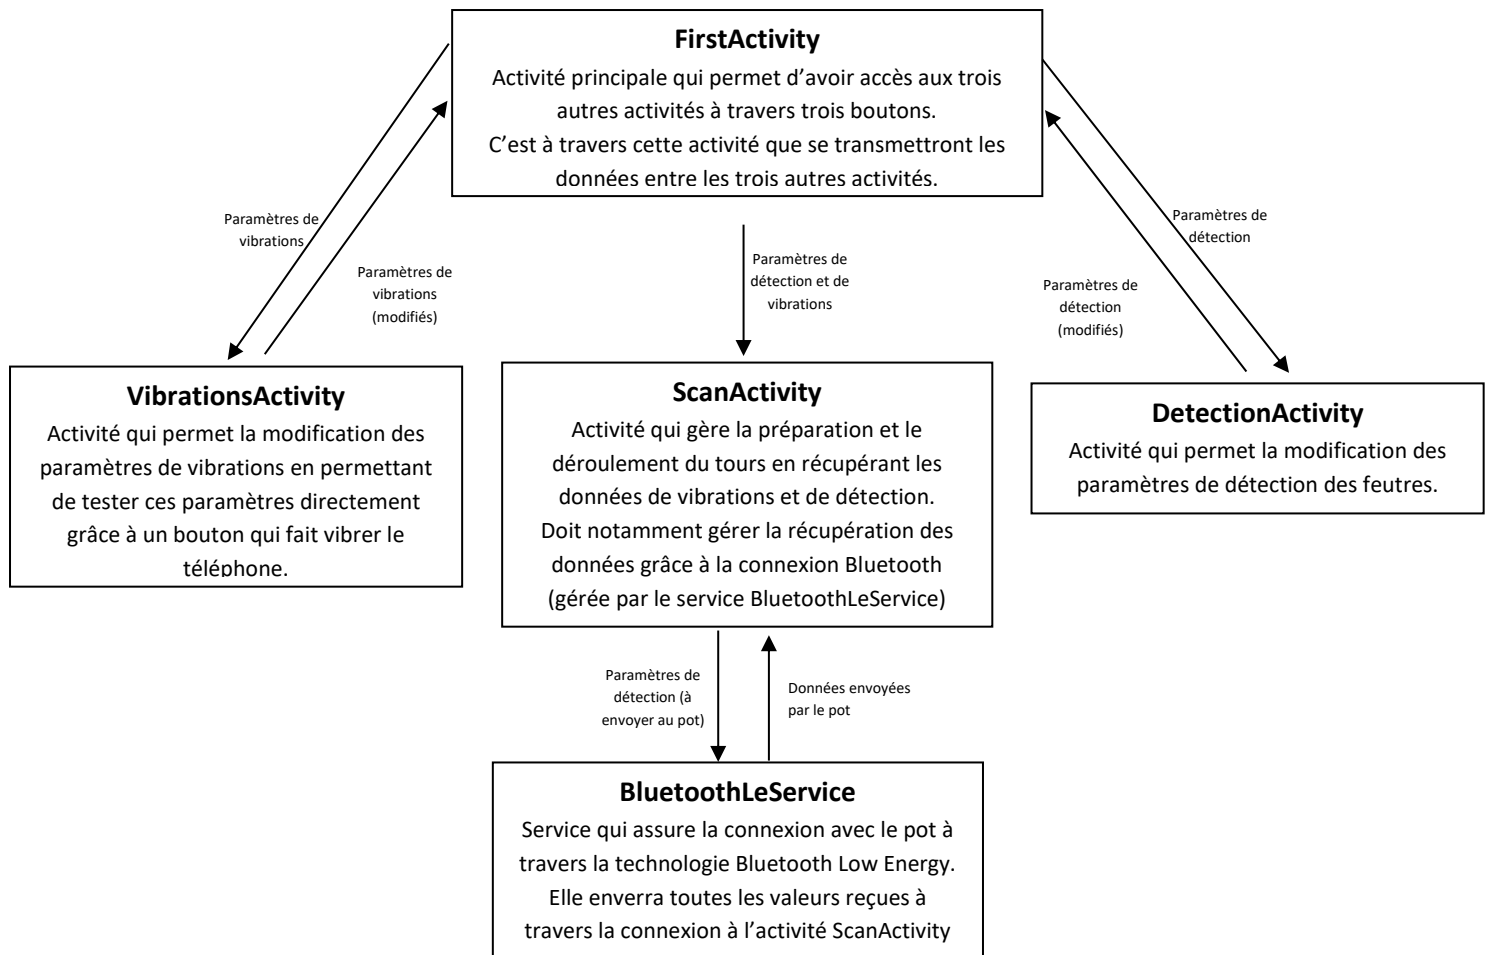 FirstActivity
Activité principale qui permet d’avoir accès aux trois
autres activités à travers trois boutons.
C’est à travers cette activité que se transmettront les
données entre les trois autres activités.
Paramètres de
vibrations
Paramètres de
vibrations
(modifiés)
Paramètres de
détection et de
vibrations
Paramètres de
détection
(modifiés)
Paramètres de
détection
VibrationsActivity
Activité qui permet la modification des
paramètres de vibrations en permettant
de tester ces paramètres directement
grâce à un bouton qui fait vibrer le
téléphone.
ScanActivity
Activité qui gère la préparation et le
déroulement du tours en récupérant les
données de vibrations et de détection.
Doit notamment gérer la récupération des
données grâce à la connexion Bluetooth
(gérée par le service BluetoothLeService)
DetectionActivity
Activité qui permet la modification des
paramètres de détection des feutres.
Paramètres de
détection (à
envoyer au pot)
Données envoyées
par le pot
BluetoothLeService
Service qui assure la connexion avec le pot à
travers la technologie Bluetooth Low Energy.
Elle enverra toutes les valeurs reçues à
travers la connexion à l’activité ScanActivity